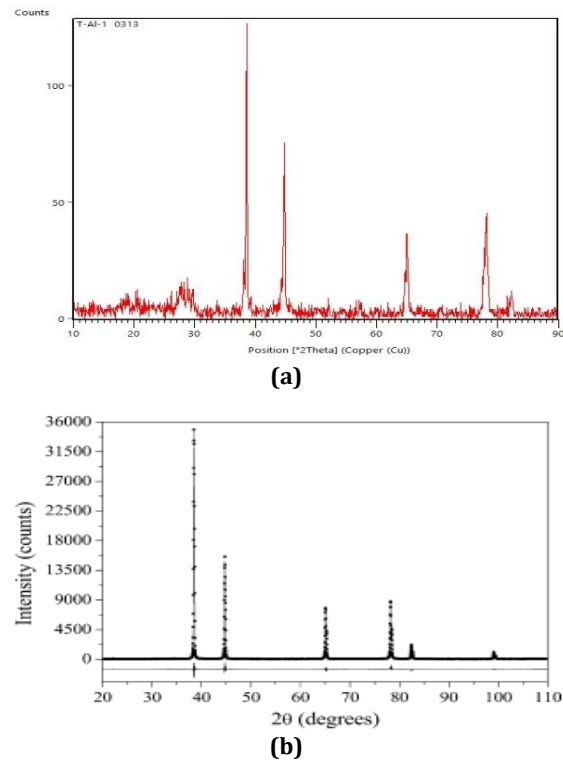 Counts
T-Al-1 0313
100
50
0
10 20 30 40 50 60 70 80 90
Position [°2Theta] (Copper (Cu))
(a)
36000
31500
27000
22500
18000
13500
9000
4500
0
Intensity (counts)
20 30 40 50 60 70 80 90 100 110
2θ (degrees)
(b)